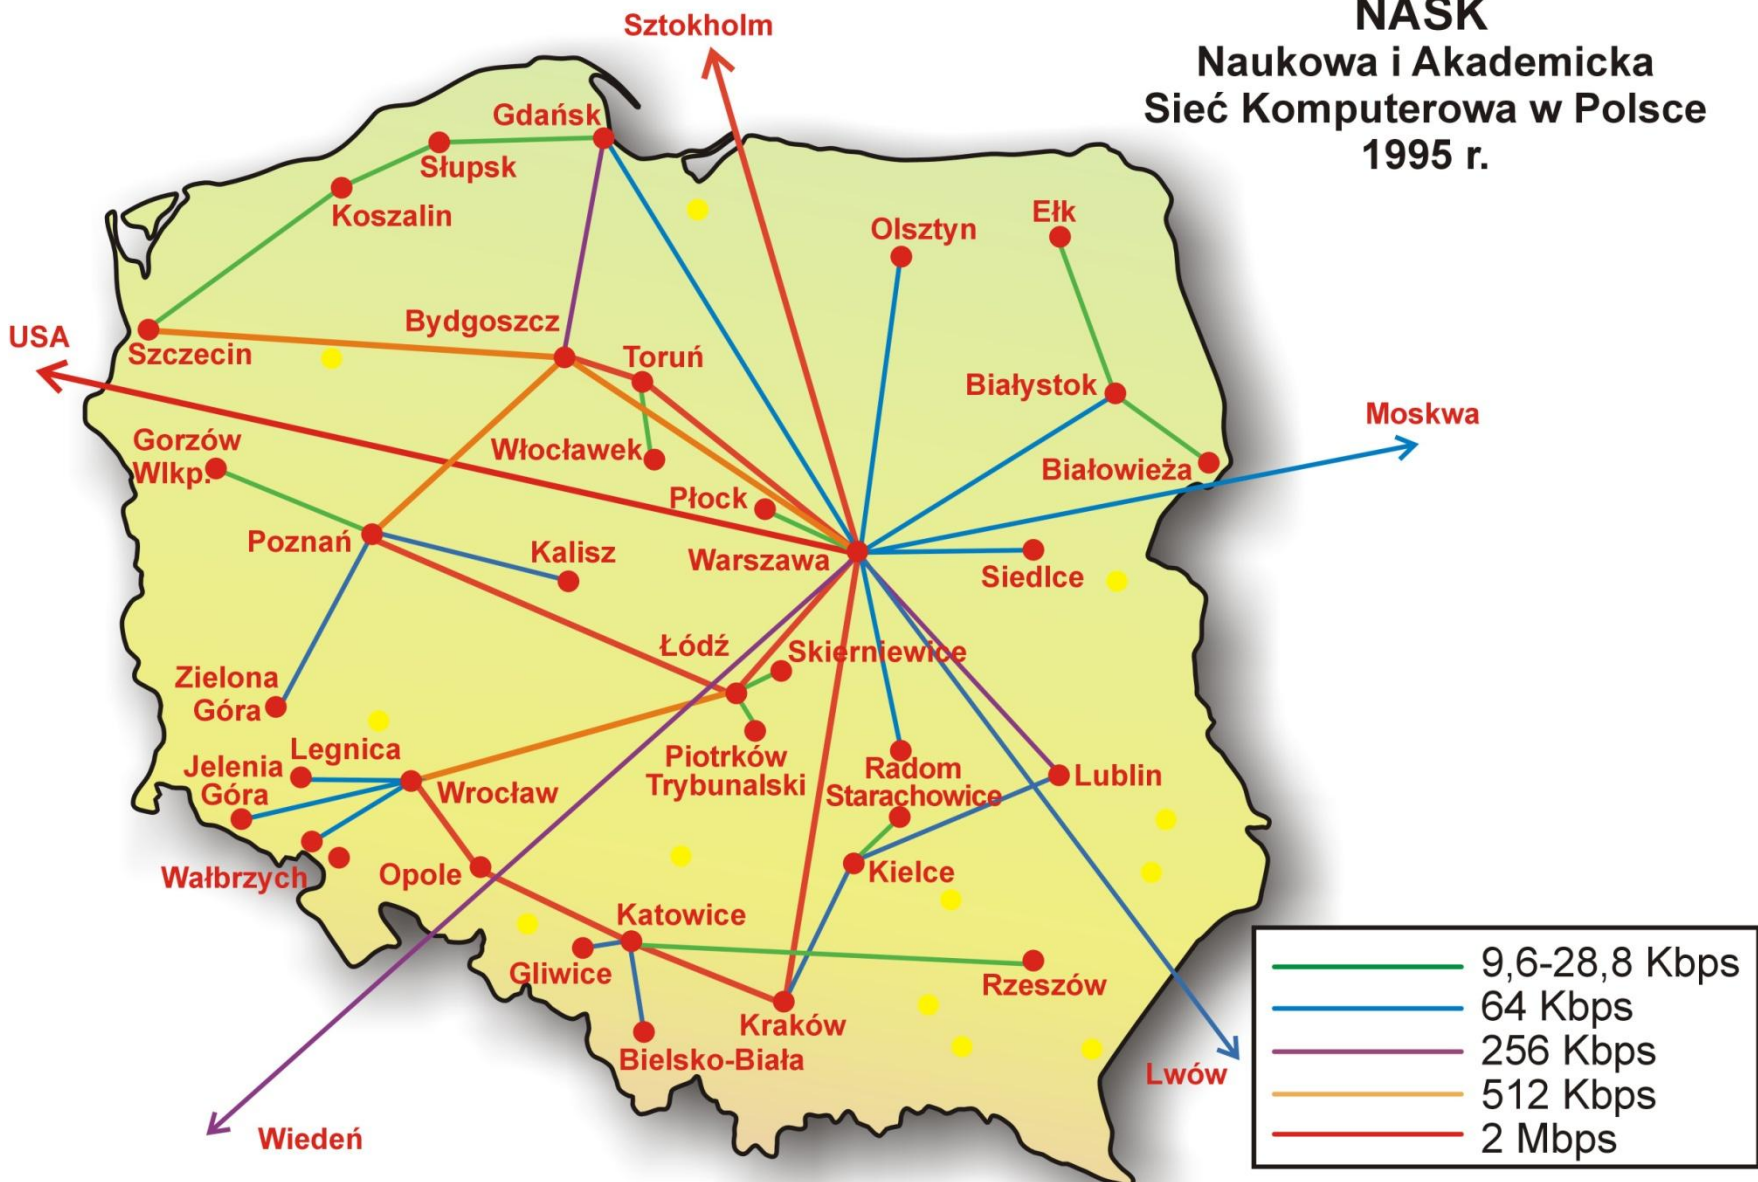 NASK
Naukowa i Akademicka
Sieć Komputerowa w Polsce
1995 r.
Sztokholm
Gdańsk
Słupsk
Koszalin
Ełk
Olsztyn
Bydgoszcz
USA
Szczecin
Toruń
Białystok
Moskwa
Gorzów
Wlkp.
Włocławek
Białowieża
Płock
Poznań
Kalisz
Warszawa
Siedlce
Łódź
Skierniewice
Zielona
Góra
Legnica
Jelenia
Góra
Wrocław
Piotrków
Trybunalski
Radom
Starachowice
Lublin
Wałbrzych
Opole
Kielce
Katowice
Gliwice
Rzeszów
Kraków
Bielsko-Biała
Lwów
Wiedeń
9,6-28,8 Kbps
64 Kbps
256 Kbps
512 Kbps
2 Mbps